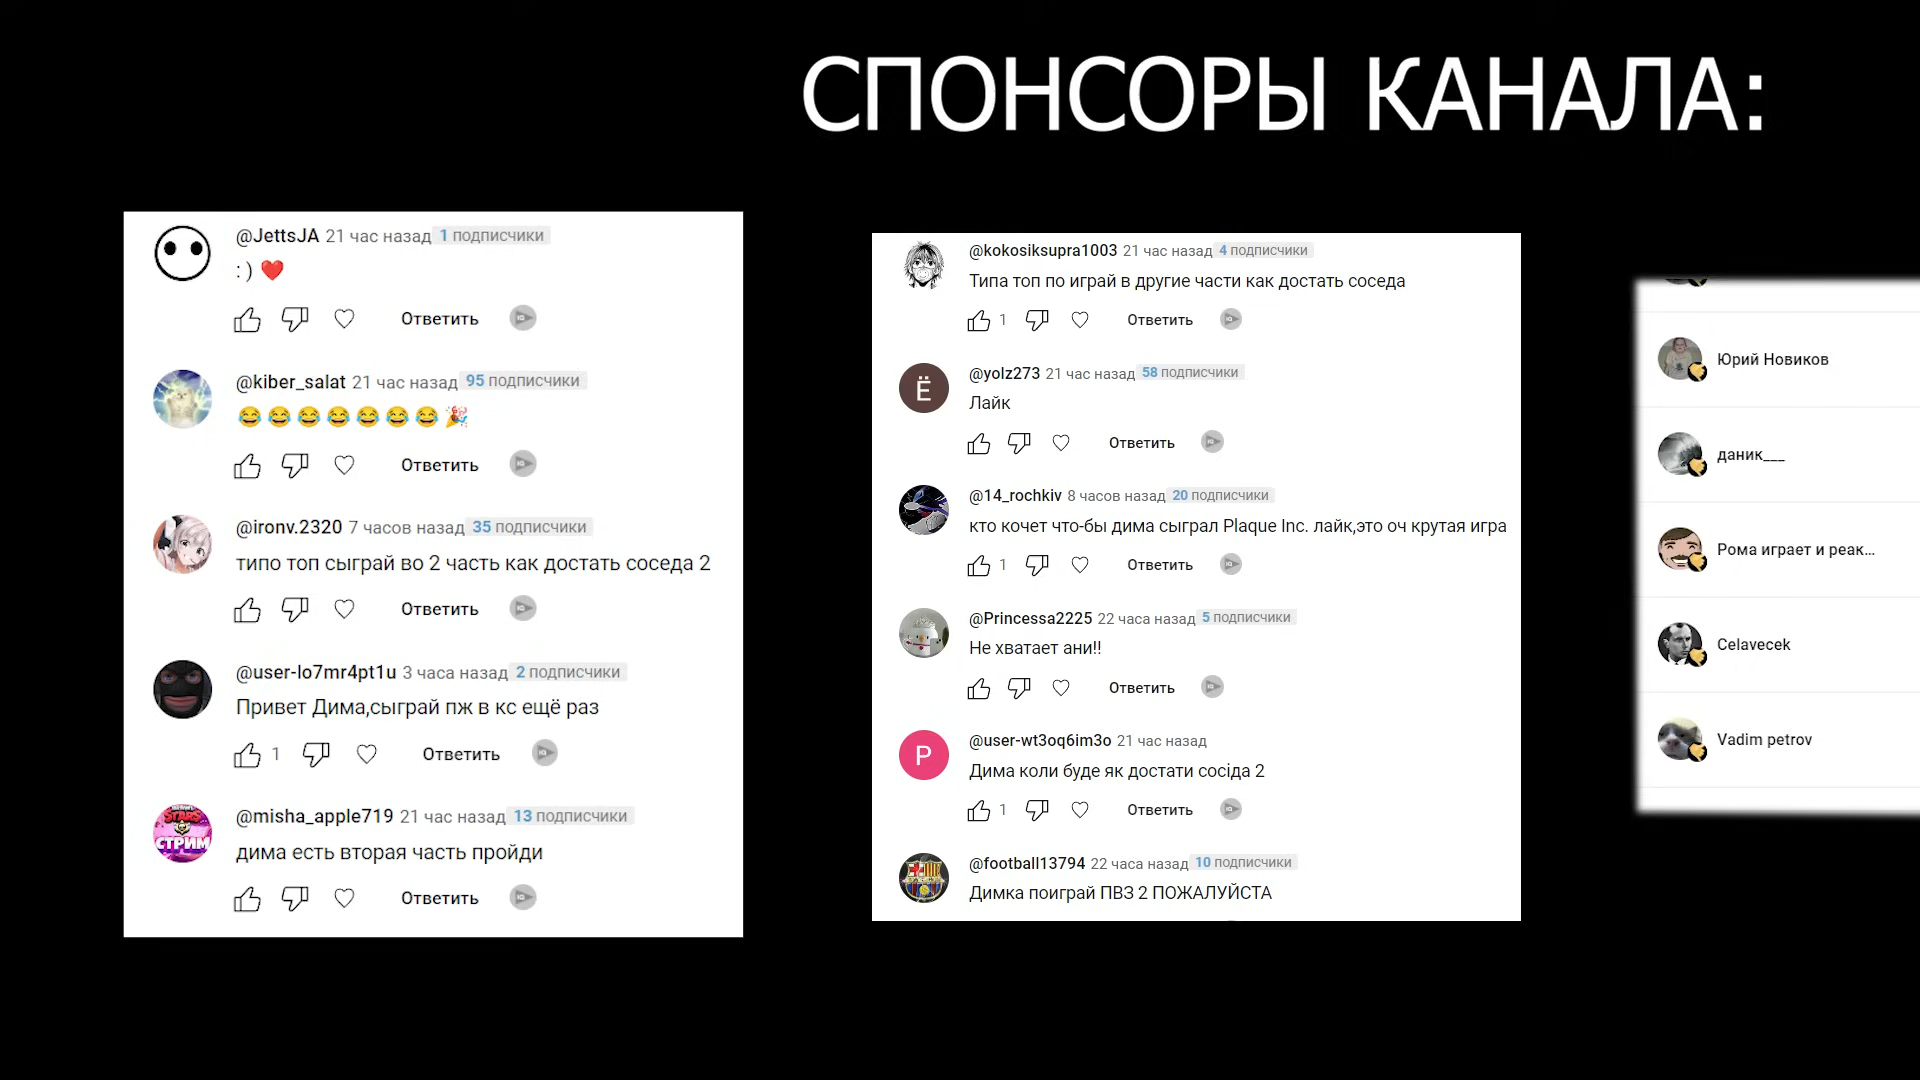 СПОНСОРЫ КАНАЛА:
@JettsJA 21 час назад 1 подписчики
:) ❤️
Ответить
@kiber_salat 21 час назад 95 подписчики
😂😂😂😂😂😂😂🎉
Ответить
@ironv.2320 7 часов назад 35 подписчики
типо топ сыграй во 2 часть как достать соседа 2
Ответить
@user-lo7mr4pt1u 3 часа назад 2 подписчики
Привет Дима,сыграй пж в кс ещё раз
1 Ответить
STARS
СТРИМ
@misha_apple719 21 час назад 13 подписчики
дима есть вторая часть пройди
Ответить
@kokosiksupra1003 21 час назад 4 подписчики
Типа топ по играй в другие части как достать соседа
1 Ответить
Ё
@yolz273 21 час назад 58 подписчики
Лайк
Ответить
@14_rochkiv 8 часов назад 20 подписчики
кто кочет что-бы дима сыграл Plaque Inc. лайк,это оч крутая игра
1 Ответить
@Princessa2225 22 часа назад 5 подписчики
Не хватает ани!!
Ответить
P
@user-wt3oq6im3o 21 час назад
Дима коли буде як достати сосіда 2
1 Ответить
@football13794 22 часа назад 10 подписчики
Димка поиграй ПВЗ 2 ПОЖАЛУЙСТА
Юрий Новиков
даник___
Рома играет и реак...
Celavecek
Vadim petrov